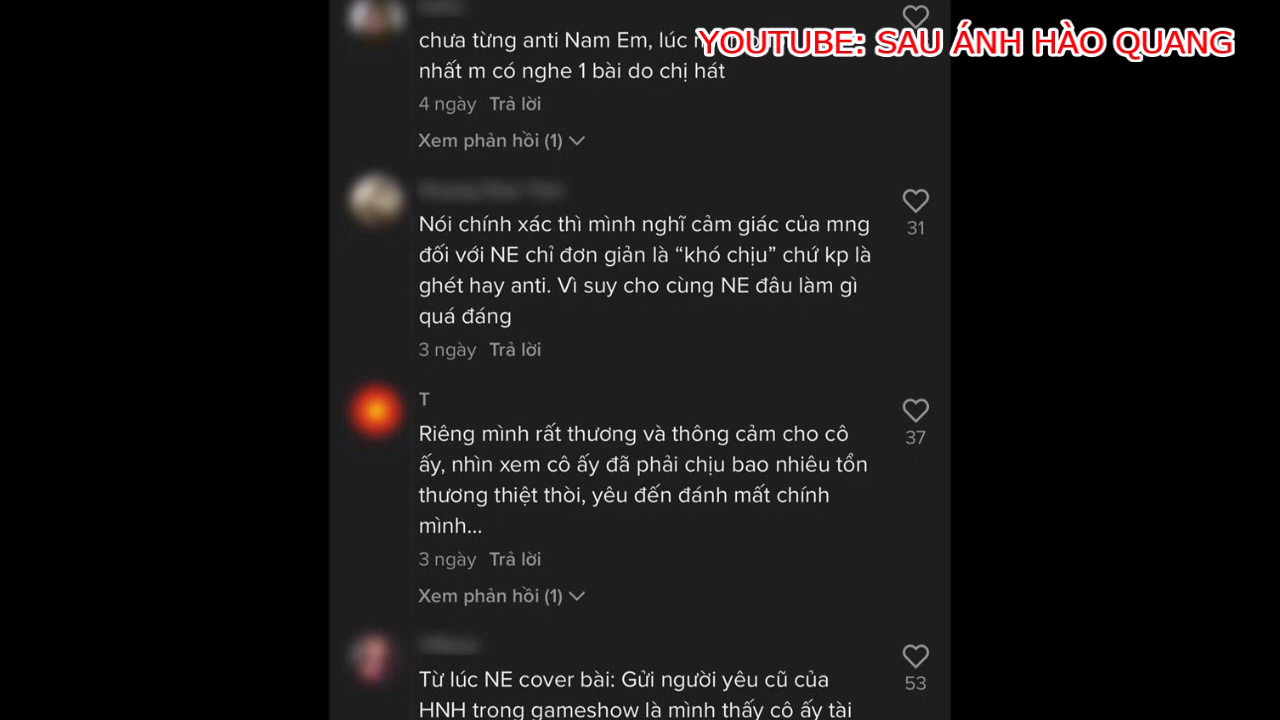 YOUTUBE: SAU ÁNH HÀO QUANG
chưa từng anti Nam Em, lúc
nhất m có nghe 1 bài do chị hát
4 ngày Trả lời
Xem phản hồi (1)
Nói chính xác thì mình nghĩ cảm giác của mng
đối với NE chỉ đơn giản là “khó chịu” chứ kp là
ghét hay anti. Vì suy cho cùng NE đâu làm gì
quá đáng
31
3 ngày Trả lời
T
Riêng mình rất thương và thông cảm cho cô
ấy, nhìn xem cô ấy đã phải chịu bao nhiêu tổn
thương thiệt thòi, yêu đến đánh mất chính
mình...
37
3 ngày Trả lời
Xem phản hồi (1)
Từ lúc NE cover bài: Gửi người yêu cũ của
HNH trong gameshow là mình thấy cô ấy tài
53